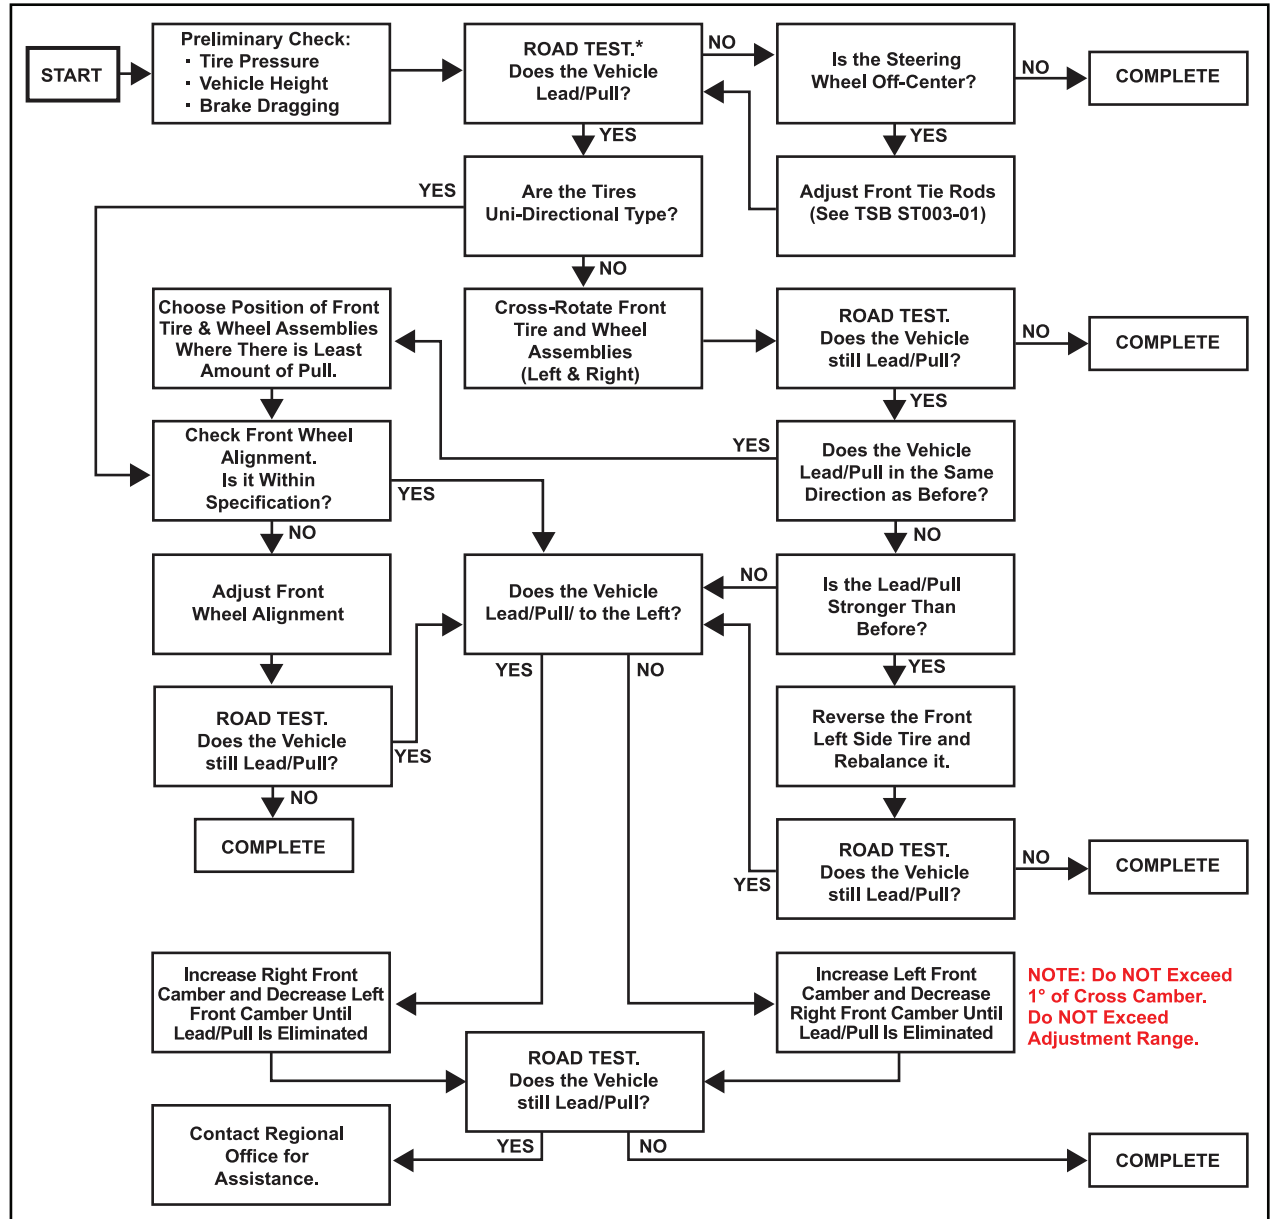 START
Preliminary Check:
· Tire Pressure
· Vehicle Height
· Brake Dragging
ROAD TEST.*
Does the Vehicle
Lead/Pull?
NO
Is the Steering
Wheel Off-Center?
NO
COMPLETE
YES
YES
YES
Are the Tires
Uni-Directional Type?
Adjust Front Tie Rods
(See TSB ST003-01)
NO
Choose Position of Front
Tire & Wheel Assemblies
Where There is Least
Amount of Pull.
Cross-Rotate Front
Tire and Wheel
Assemblies
(Left & Right)
ROAD TEST.
Does the Vehicle
still Lead/Pull?
NO
COMPLETE
YES
Check Front Wheel
Alignment.
Is it Within
Specification?
YES
YES
Does the Vehicle
Lead/Pull in the Same
Direction as Before?
NO
NO
Adjust Front
Wheel Alignment
Does the Vehicle
Lead/Pull/ to the Left?
NO
Is the Lead/Pull
Stronger Than
Before?
YES
NO
YES
ROAD TEST.
Does the Vehicle
still Lead/Pull?
YES
Reverse the Front
Left Side Tire and
Rebalance it.
NO
COMPLETE
YES
ROAD TEST.
Does the Vehicle
still Lead/Pull?
NO
COMPLETE
Increase Right Front
Camber and Decrease Left
Front Camber Until
Lead/Pull Is Eliminated
Increase Left Front
Camber and Decrease
Right Front Camber Until
Lead/Pull Is Eliminated
NOTE: Do NOT Exceed
1° of Cross Camber.
Do NOT Exceed
Adjustment Range.
ROAD TEST.
Does the Vehicle
still Lead/Pull?
Contact Regional
Office for
Assistance.
YES
NO
COMPLETE